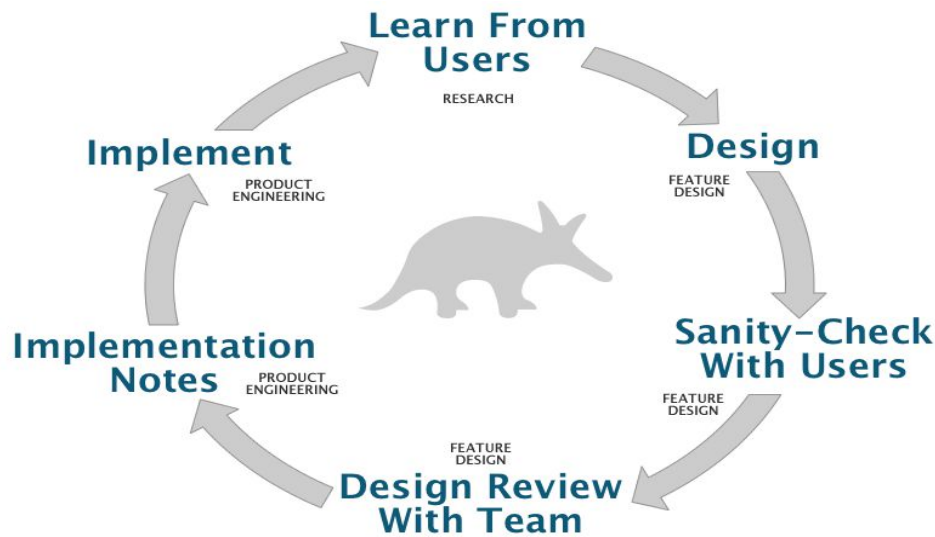 Learn From
Users
RESEARCH
Design
FEATURE
DESIGN
Sanity-Check
With Users
FEATURE
DESIGN
FEATURE
DESIGN
Design Review
With Team
Implementation
Notes
PRODUCT
ENGINEERING
Implement
PRODUCT
ENGINEERING